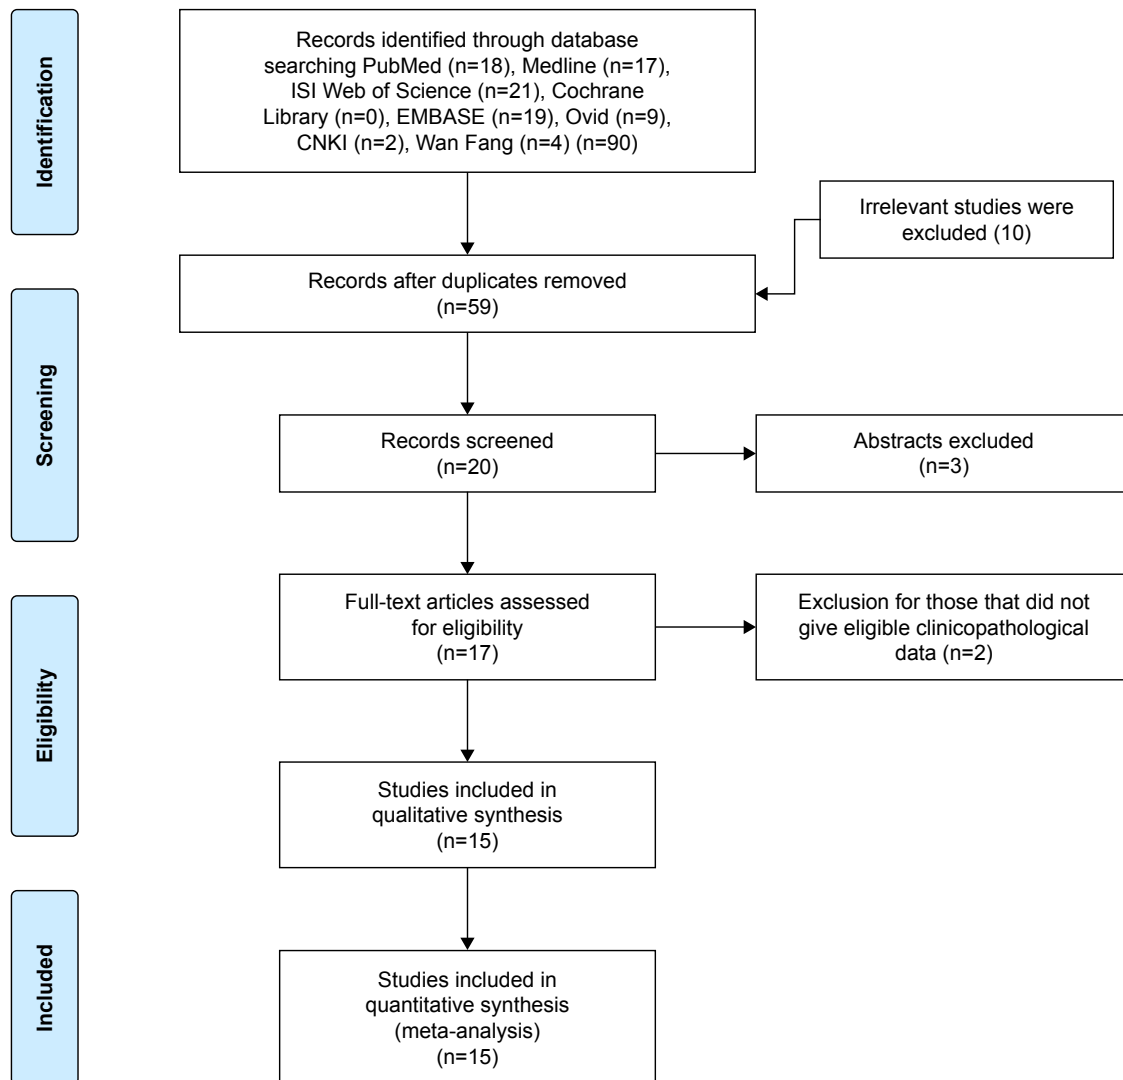 Identification
Records identified through database
searching PubMed (n=18), Medline (n=17),
ISI Web of Science (n=21), Cochrane
Library (n=0), EMBASE (n=19), Ovid (n=9),
CNKI (n=2), Wan Fang (n=4) (n=90)
Irrelevant studies were
excluded (10)
Records after duplicates removed
(n=59)
Screening
Records screened
(n=20)
Abstracts excluded
(n=3)
Eligibility
Full-text articles assessed
for eligibility
(n=17)
Exclusion for those that did not
give eligible clinicopathological
data (n=2)
Studies included in
qualitative synthesis
(n=15)
Included
Studies included in
quantitative synthesis
(meta-analysis)
(n=15)